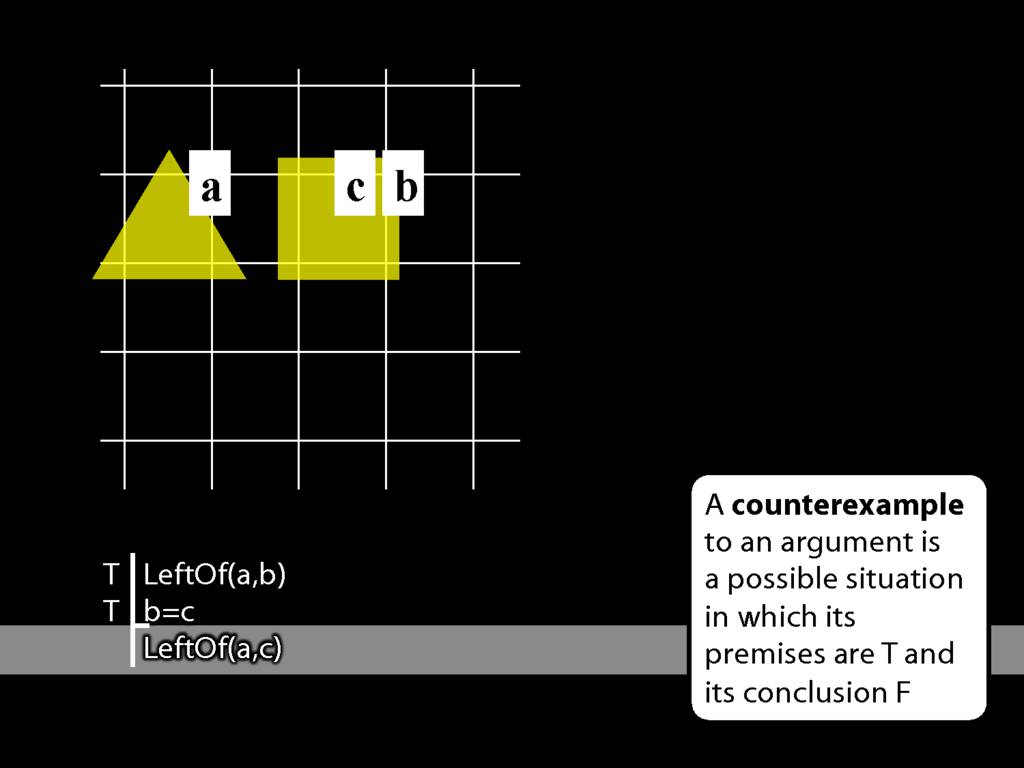 a c b
T LeftOf(a,b)
T b=c
LeftOf(a,c)
A counterexample
to an argument is
a possible situation
in which its
premises are T and
its conclusion F